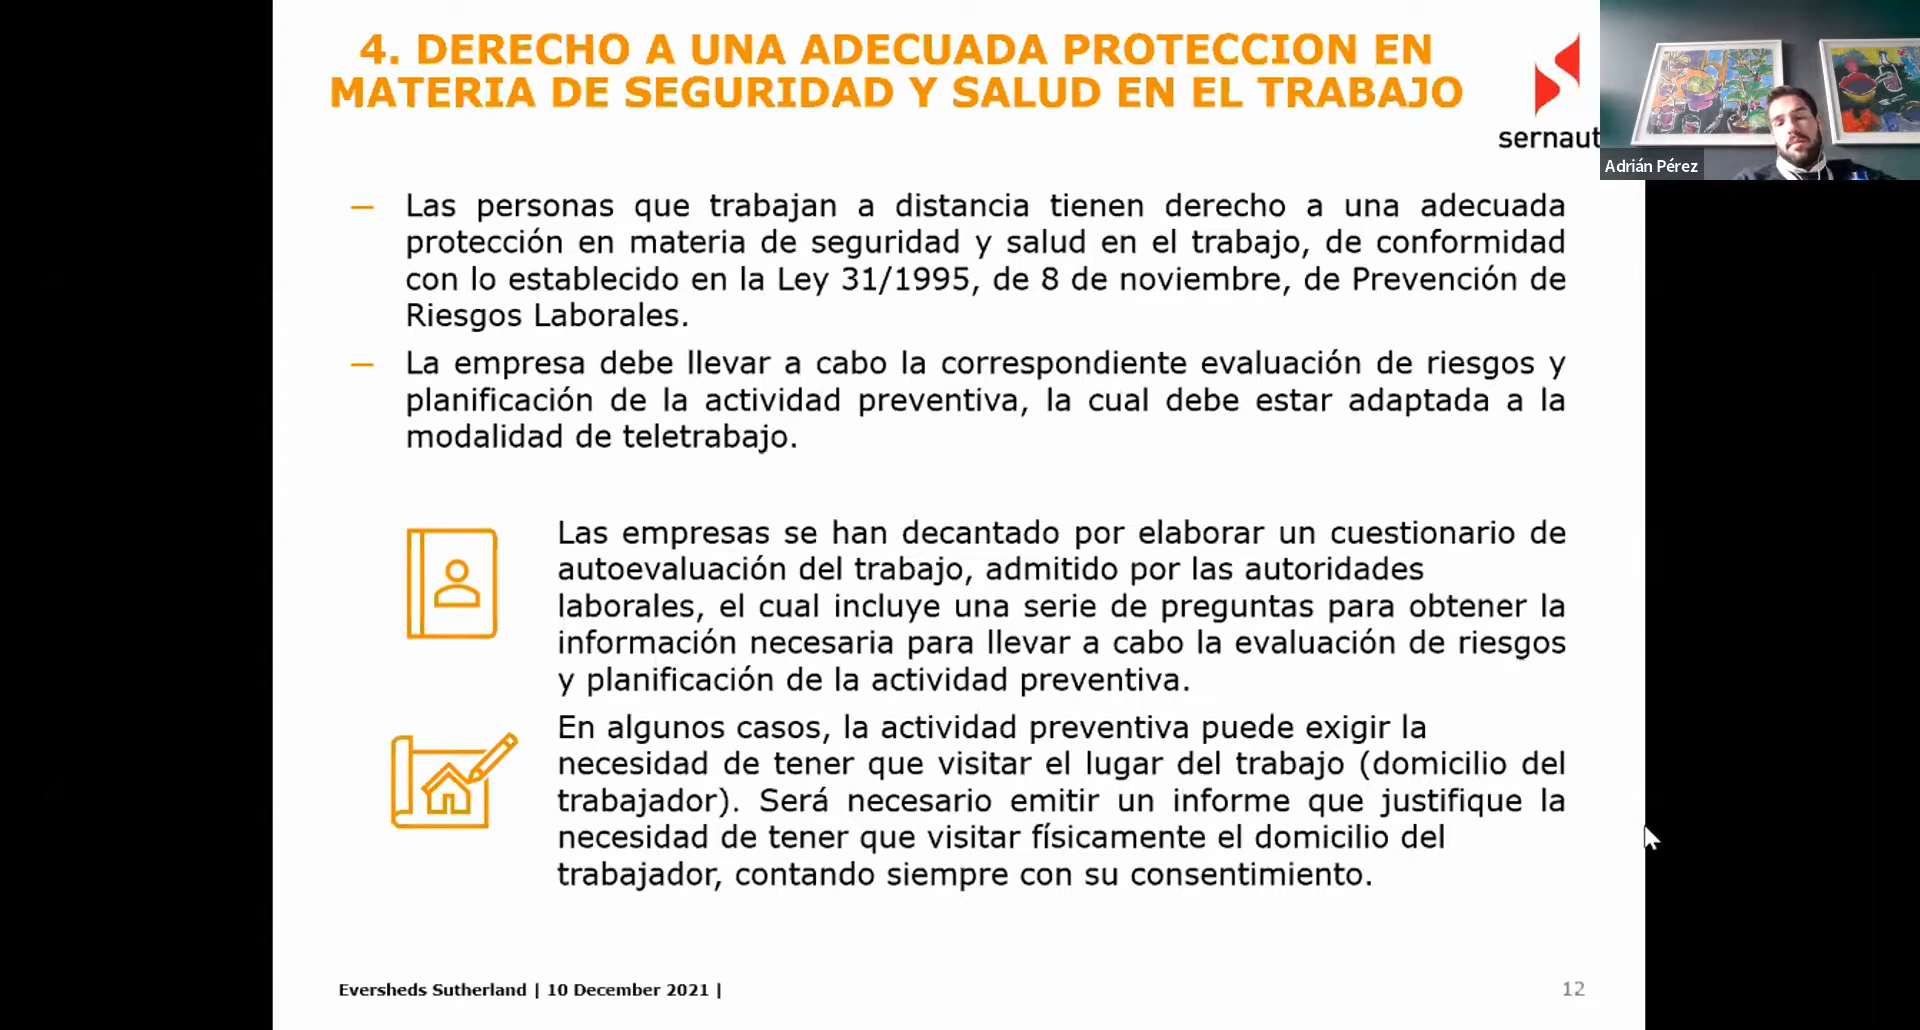 4. DERECHO A UNA ADECUADA PROTECCION EN
MATERIA DE SEGURIDAD Y SALUD EN EL TRABAJO
sernaut
Adrián Pérez
— Las personas que trabajan a distancia tienen derecho a una adecuada
protección en materia de seguridad y salud en el trabajo, de conformidad
con lo establecido en la Ley 31/1995, de 8 de noviembre, de Prevención de
Riesgos Laborales.
— La empresa debe llevar a cabo la correspondiente evaluación de riesgos y
planificación de la actividad preventiva, la cual debe estar adaptada a la
modalidad de teletrabajo.
Las empresas se han decantado por elaborar un cuestionario de
autoevaluación del trabajo, admitido por las autoridades
laborales, el cual incluye una serie de preguntas para obtener la
información necesaria para llevar a cabo la evaluación de riesgos
y planificación de la actividad preventiva.
En algunos casos, la actividad preventiva puede exigir la
necesidad de tener que visitar el lugar del trabajo (domicilio del
trabajador). Será necesario emitir un informe que justifique la
necesidad de tener que visitar físicamente el domicilio del
trabajador, contando siempre con su consentimiento.
Eversheds Sutherland | 10 December 2021 |
12